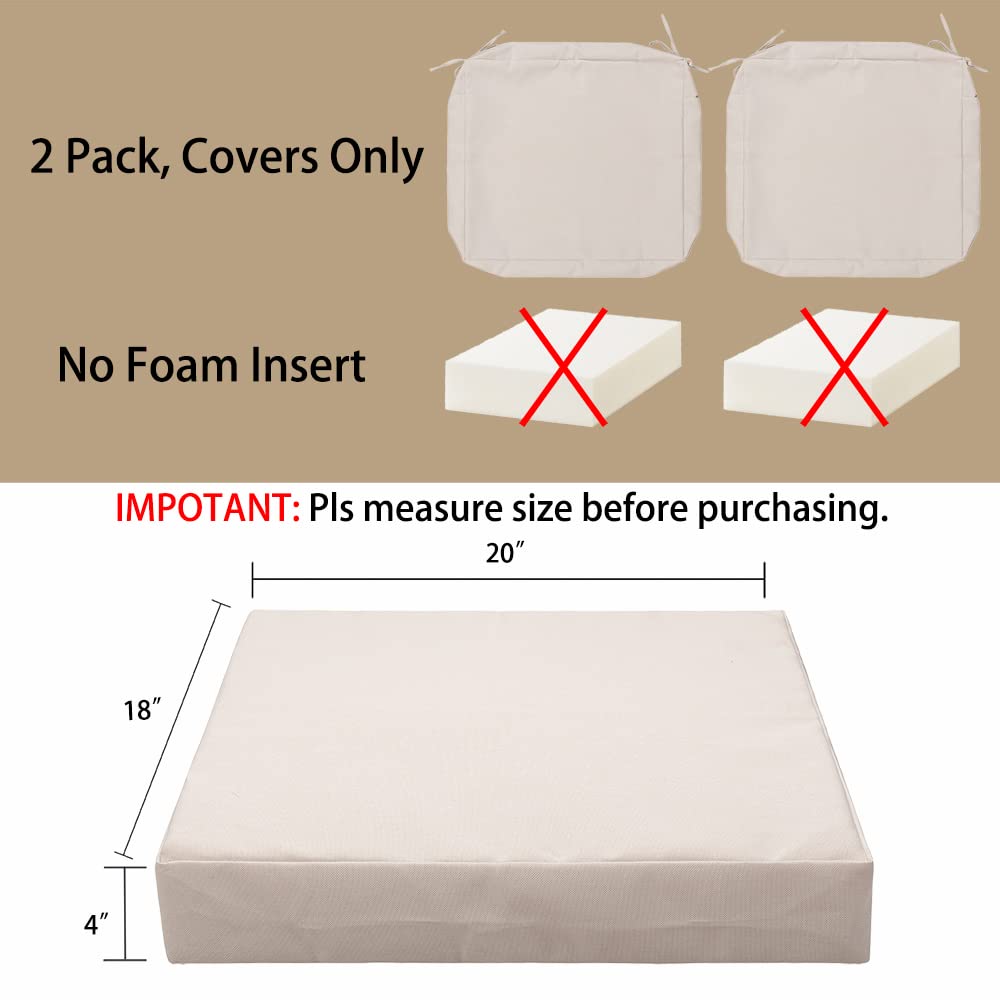 2 Pack, Covers Only
No Foam Insert
IMPOTANT: Pls measure size before purchasing.
20"
18"
4"